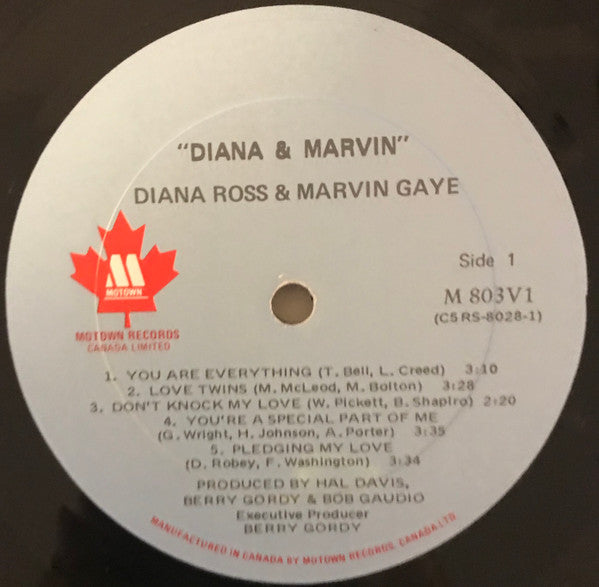 "DIANA & MARVIN"
DIANA ROSS & MARVIN GAYE
Side 1
M 803V1
(C5 RS-8028-1)
M
MOTOWN
MOTOWN RECORDS
CANADA LIMITED
1. YOU ARE EVERYTHING (T. Bell, L. Creed) 3:10
2. LOVE TWINS (M. McLeod, M. Bolton) 3:28
3. DON'T KNOCK MY LOVE (W. Pickett, B. Shapiro) 2:20
4. YOU'RE A SPECIAL PART OF ME
(G. Wright, H. Johnson, A. Porter) 3:35
5. PLEDGING MY LOVE
(D. Robey, F. Washington) 3:34
PRODUCED BY HAL DAVIS,
BERRY GORDY & BOB GAUDIO
Executive Producer
BERRY GORDY
MANUFACTURED IN CANADA BY MOTOWN RECORDS, CANADA LTD